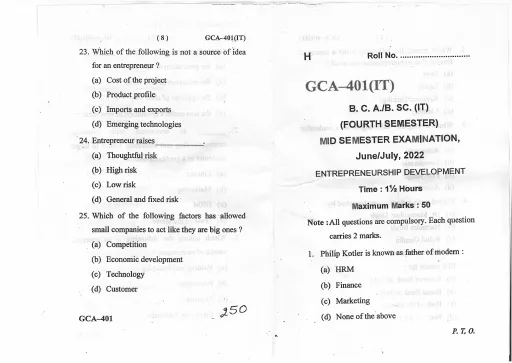 ( 8 ) GCA–401(IT)
23. Which of the following is not a source of idea
for an entrepreneur ?
(a) Cost of the project
(b) Product profile
(c) Imports and exports
(d) Emerging technologies
24. Entrepreneur raises ____________.
(a) Thoughtful risk
(b) High risk
(c) Low risk
(d) General and fixed risk
25. Which of the following factors has allowed
small companies to act like they are big ones ?
(a) Competition
(b) Economic development
(c) Technology
(d) Customer
GCA–401
250
H Roll No. ..............................
GCA–401(IT)
B. C. A./B. SC. (IT)
(FOURTH SEMESTER)
MID SEMESTER EXAMINATION,
June/July, 2022
ENTREPRENEURSHIP DEVELOPMENT
Time : 1½ Hours
Maximum Marks : 50
Note :All questions are compulsory. Each question
carries 2 marks.
1. Philip Kotler is known as father of modern :
(a) HRM
(b) Finance
(c) Marketing
(d) None of the above
P. T. O.